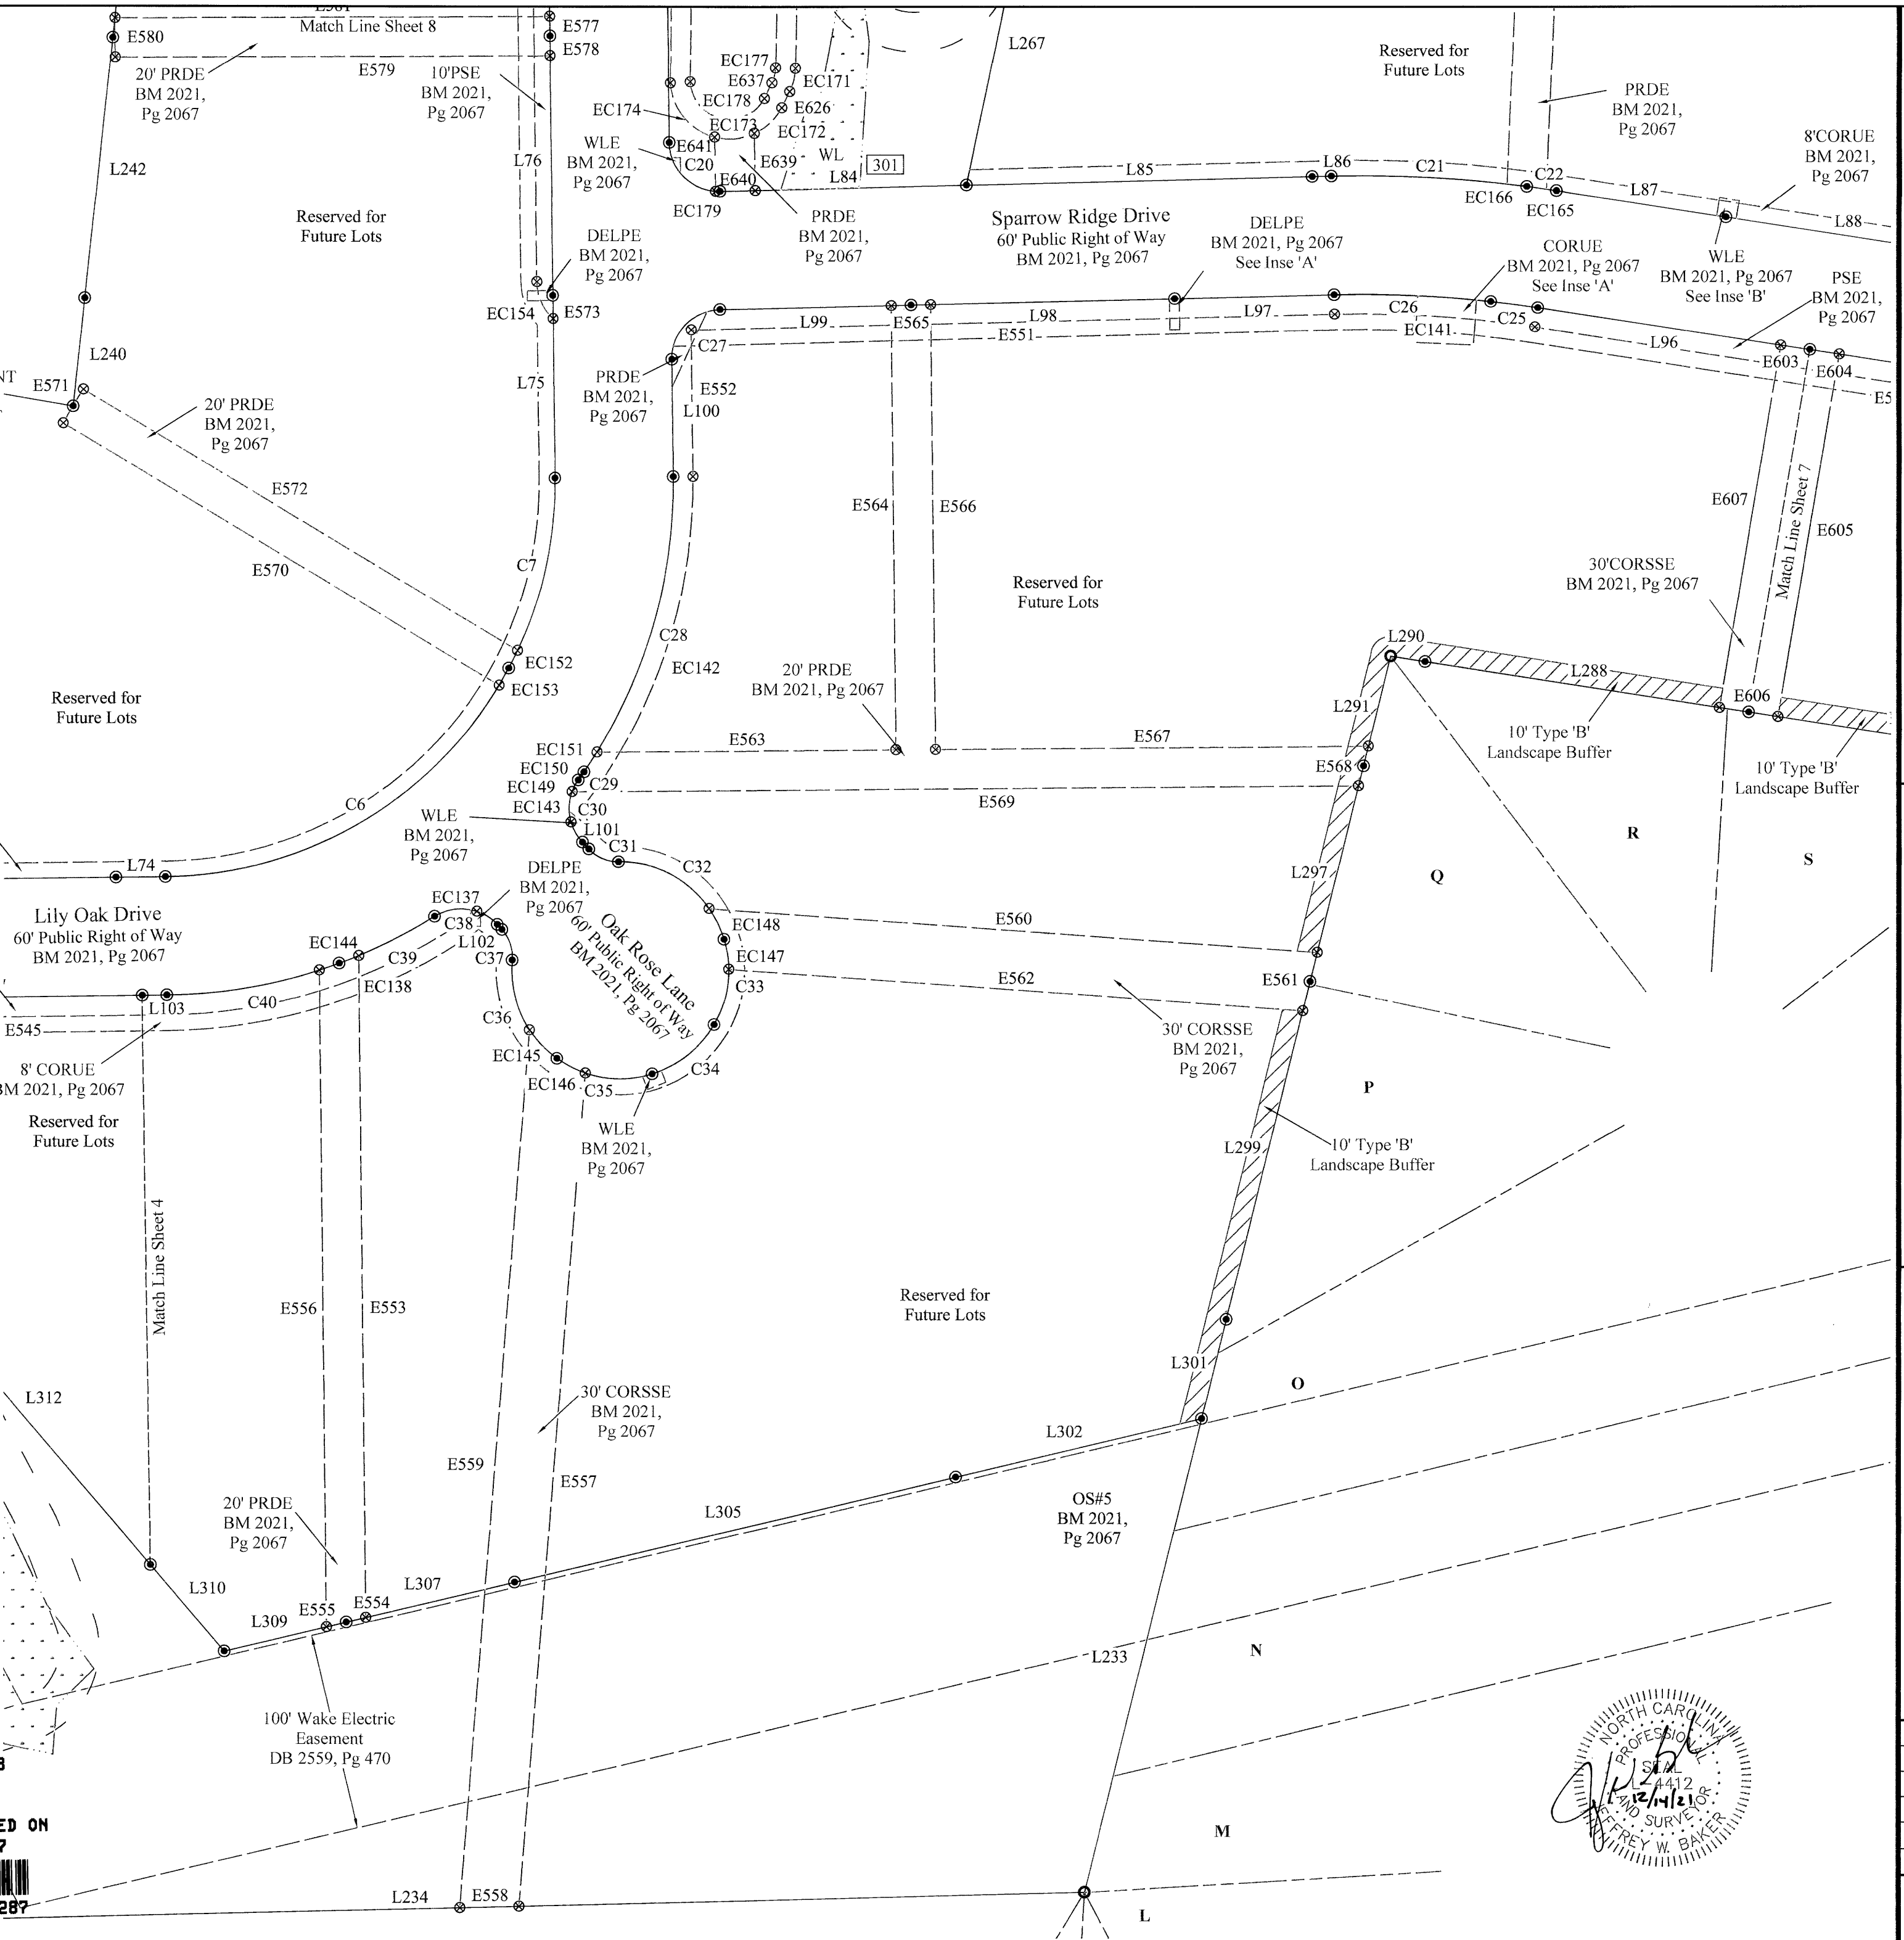 Match Line Sheet 8
E580
E577
E578
E579
20' PRDE
BM 2021,
Pg 2067
10'PSE
BM 2021,
Pg 2067
L242
L76
Reserved for
Future Lots
EC177
E637
EC178
EC171
E626
EC174
EC173
EC172
E641
C20
E639
E640
WL
L84
301
WLE
BM 2021,
Pg 2067
EC179
PRDE
BM 2021,
Pg 2067
L267
Reserved for
Future Lots
PRDE
BM 2021,
Pg 2067
8'CORUE
BM 2021,
Pg 2067
L85
L86
C21
C22
EC166
EC165
L87
L88
Sparrow Ridge Drive
60' Public Right of Way
BM 2021, Pg 2067
DELPE
BM 2021, Pg 2067
See Inse 'A'
CORUE
BM 2021, Pg 2067
See Inse 'A'
WLE
BM 2021, Pg 2067
See Inse 'B'
PSE
BM 2021,
Pg 2067
DELPE
BM 2021,
Pg 2067
EC154
E573
L240
E571
NT
L75
20' PRDE
BM 2021,
Pg 2067
L99
E565
L98
E551
L97
C26
EC141
C25
L96
E603
E604
E5
C27
PRDE
BM 2021,
Pg 2067
E552
L100
E572
E570
C7
E564
E566
E607
E605
Match Line Sheet 7
30'CORSSE
BM 2021, Pg 2067
Reserved for
Future Lots
C28
EC142
EC152
EC153
Reserved for
Future Lots
20' PRDE
BM 2021, Pg 2067
L290
L288
E606
L291
10' Type 'B'
Landscape Buffer
10' Type 'B'
Landscape Buffer
EC151
EC150
EC149
EC143
C29
C30
E563
E567
E568
E569
C6
WLE
BM 2021,
Pg 2067
L101
C31
C32
R
S
Q
L297
L74
DELPE
BM 2021,
Pg 2067
Lily Oak Drive
60' Public Right of Way
BM 2021, Pg 2067
EC137
C38
L102
EC144
C39
C37
EC138
C40
L103
E545
Oak Rose Lane
60' Public Right of Way
BM 2021, Pg 2067
EC148
EC147
C33
E560
E562
E561
C36
EC145
EC146
C35
C34
8' CORUE
BM 2021, Pg 2067
30' CORSSE
BM 2021,
Pg 2067
P
Reserved for
Future Lots
WLE
BM 2021,
Pg 2067
L299
10' Type 'B'
Landscape Buffer
Match Line Sheet 4
E556
E553
Reserved for
Future Lots
L301
O
L312
30' CORSSE
BM 2021,
Pg 2067
L302
E559
E557
20' PRDE
BM 2021,
Pg 2067
L305
OS#5
BM 2021,
Pg 2067
L310
L307
E554
E555
L309
L233
N
100' Wake Electric
Easement
DB 2559, Pg 470
NORTH CAROLINA
PROFESSIONAL
SEAL
L-4412
12/14/21
LAND SURVEYOR
JEFFREY W. BAKER
ED ON
7
287
M
L234
E558
L